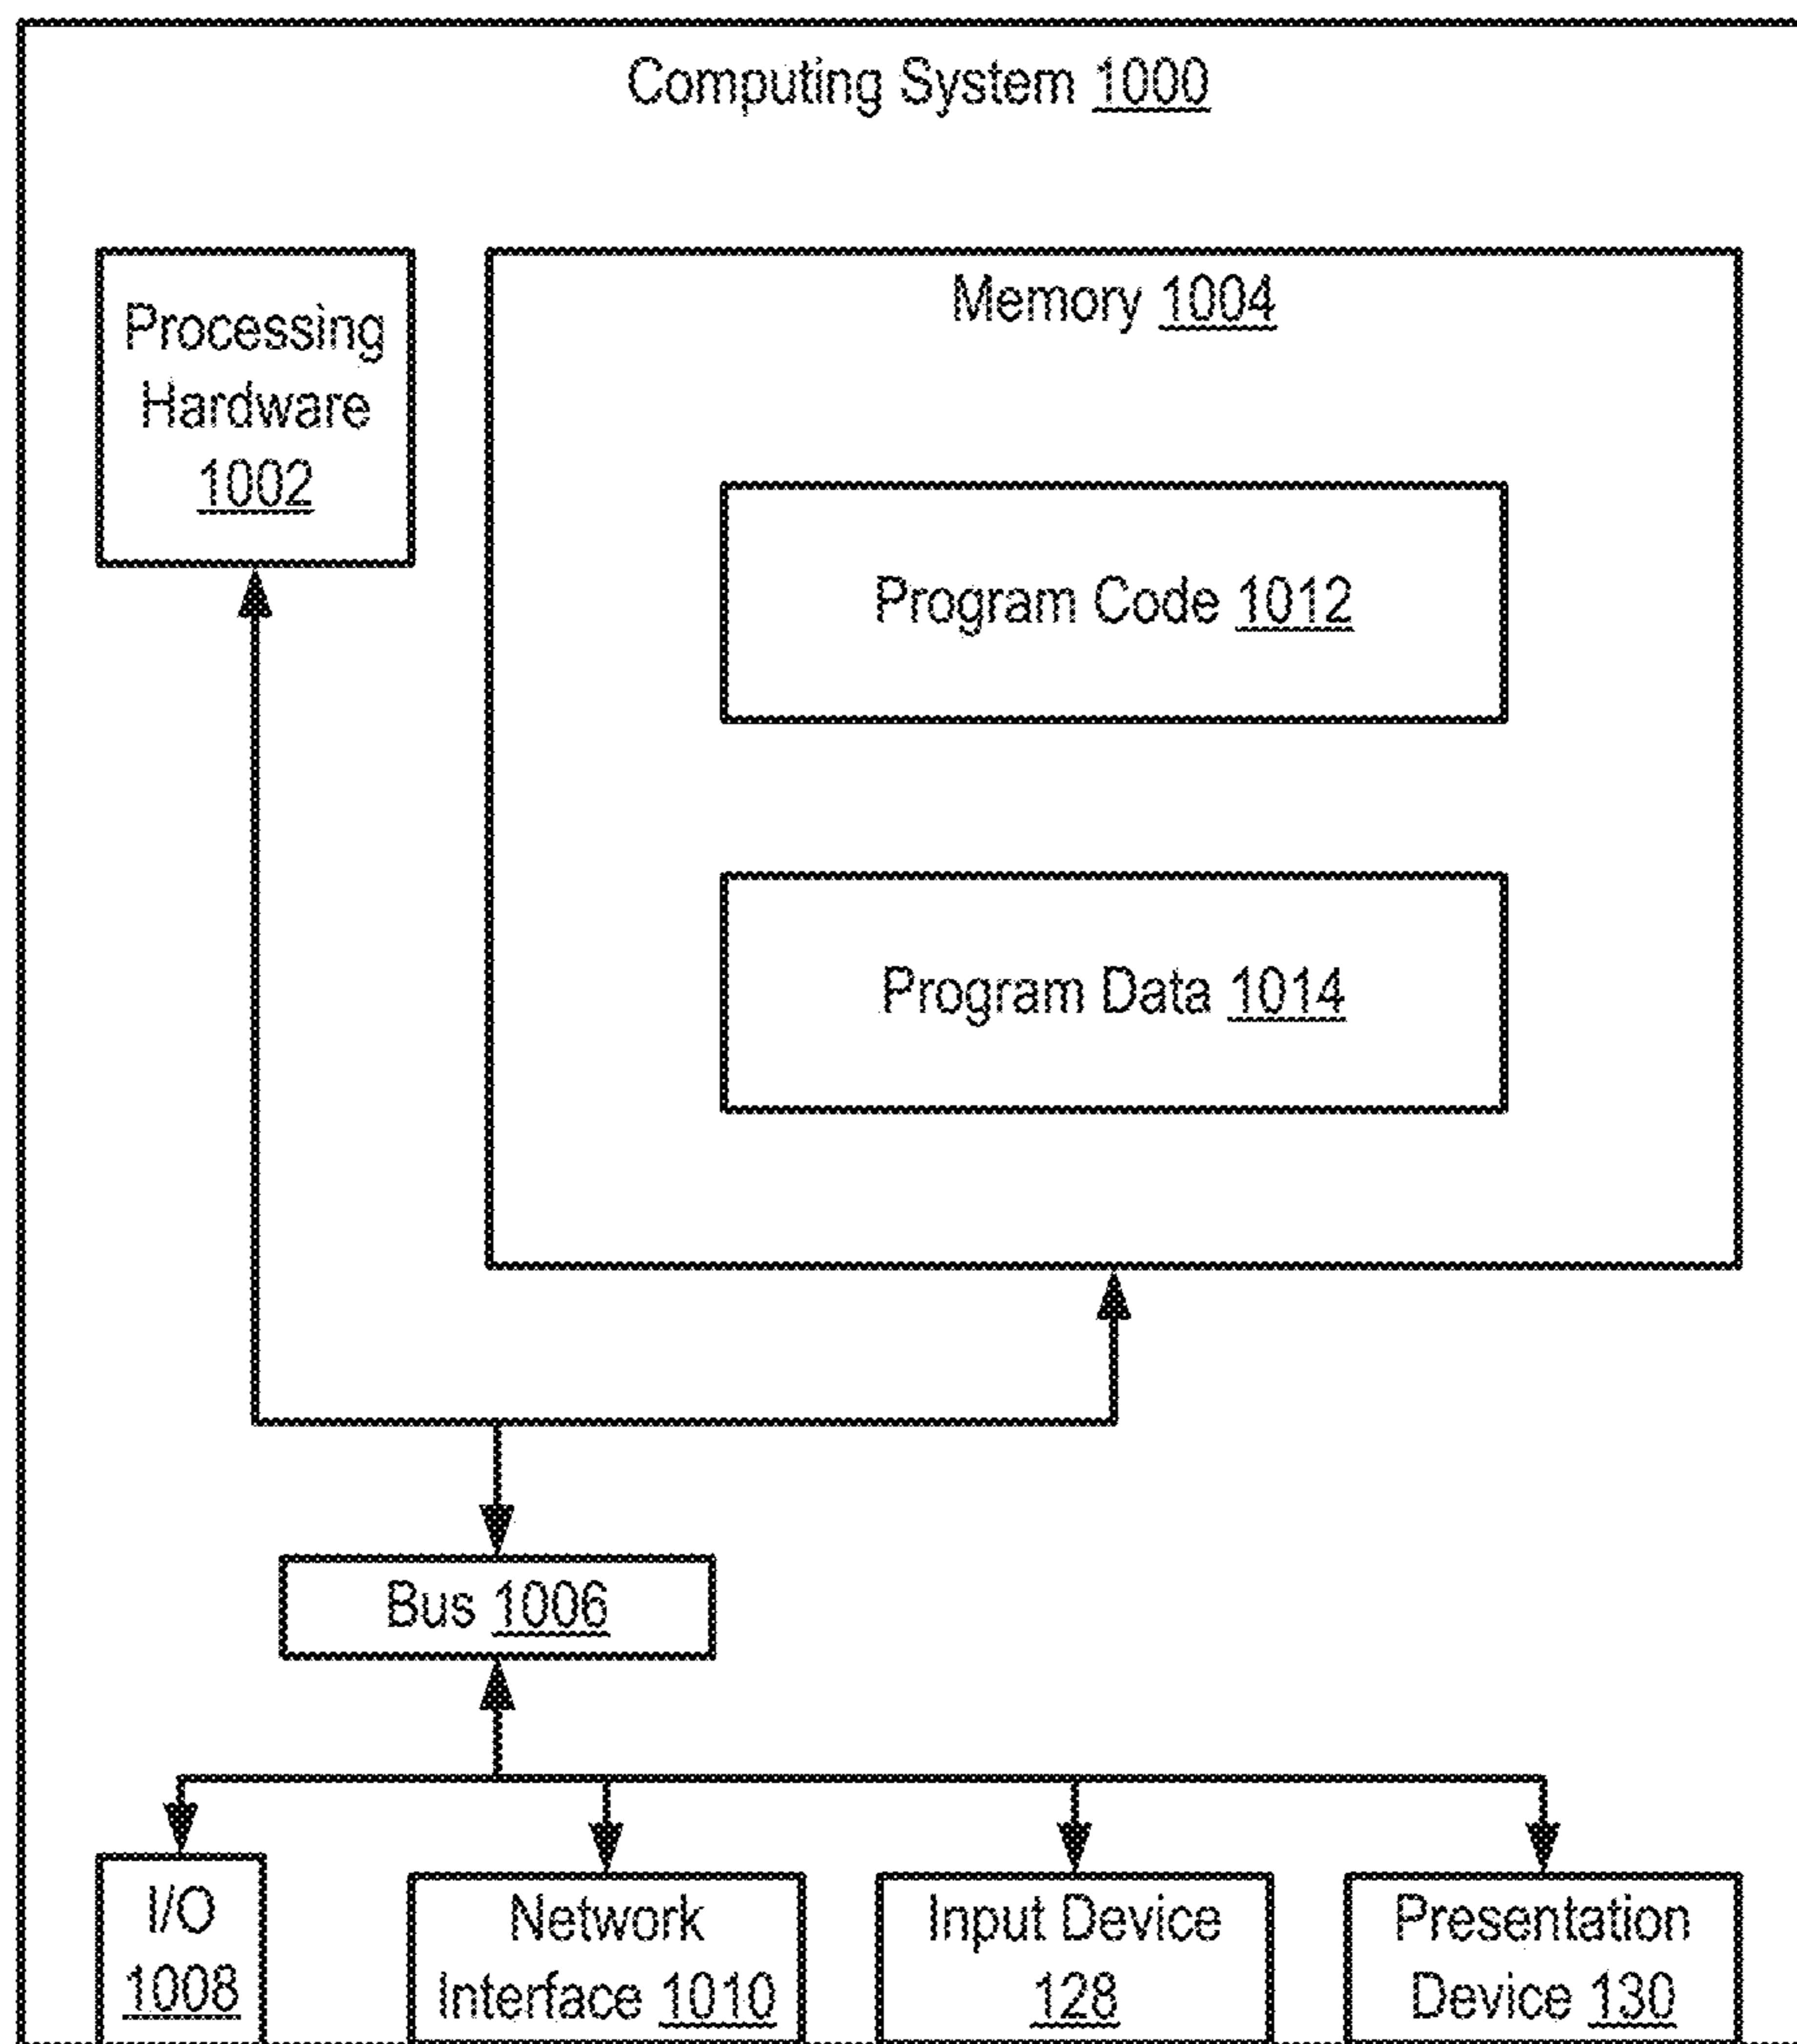 Computing System 1000
Processing
Hardware
1002
Memory 1004
Program Code 1012
Program Data 1014
Bus 1006
I/O
1008
Network
Interface 1010
Input Device
128
Presentation
Device 130